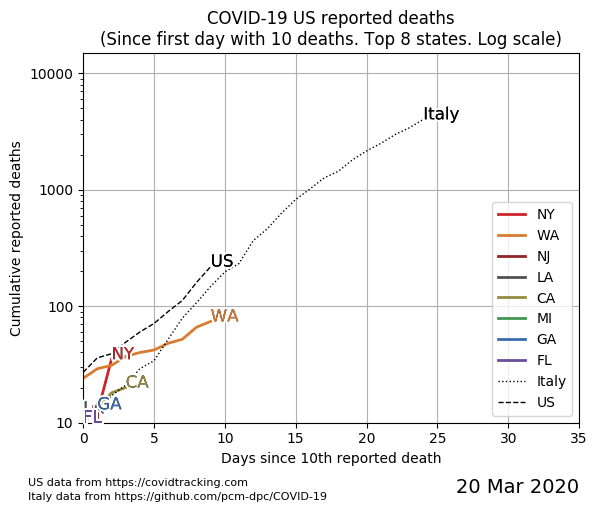 COVID-19 US reported deaths
(Since first day with 10 deaths. Top 8 states. Log scale)
Cumulative reported deaths
10000
1000
100
10
Italy
US
WA
NY
CA
GA
FL
NY
WA
NJ
LA
CA
MI
GA
FL
Italy
US
0 5 10 15 20 25 30 35
Days since 10th reported death
US data from https://covidtracking.com
Italy data from https://github.com/pcm-dpc/COVID-19
20 Mar 2020